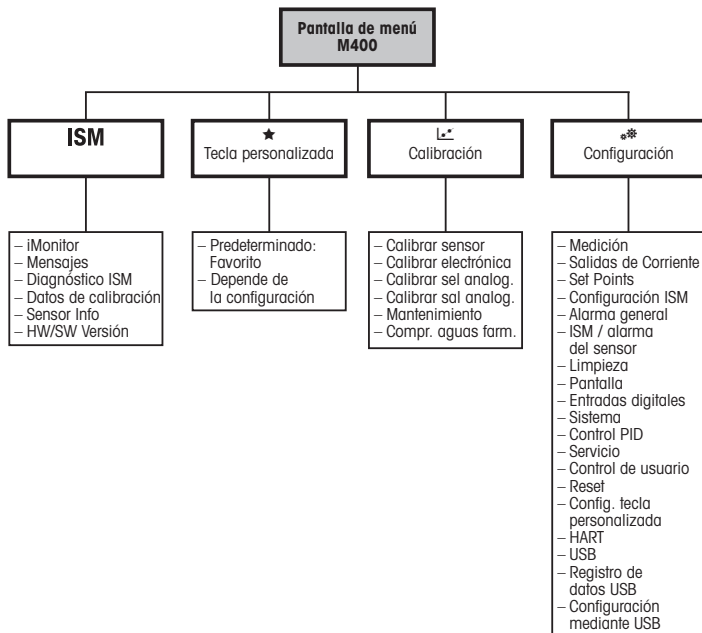 Pantalla de menú
M400
ISM
Tecla personalizada
Calibración
Configuración
– iMonitor
– Mensajes
– Diagnóstico ISM
– Datos de calibración
– Sensor Info
– HW/SW Versión
– Predeterminado:
Favorito
– Depende de
la configuración
– Calibrar sensor
– Calibrar electrónica
– Calibrar sel analog.
– Calibrar sal analog.
– Mantenimiento
– Compr. aguas farm.
– Medición
– Salidas de Corriente
– Set Points
– Configuración ISM
– Alarma general
– ISM / alarma
del sensor
– Limpieza
– Pantalla
– Entradas digitales
– Sistema
– Control PID
– Servicio
– Control de usuario
– Reset
– Config. tecla
personalizada
– HART
– USB
– Registro de
datos USB
– Configuración
mediante USB